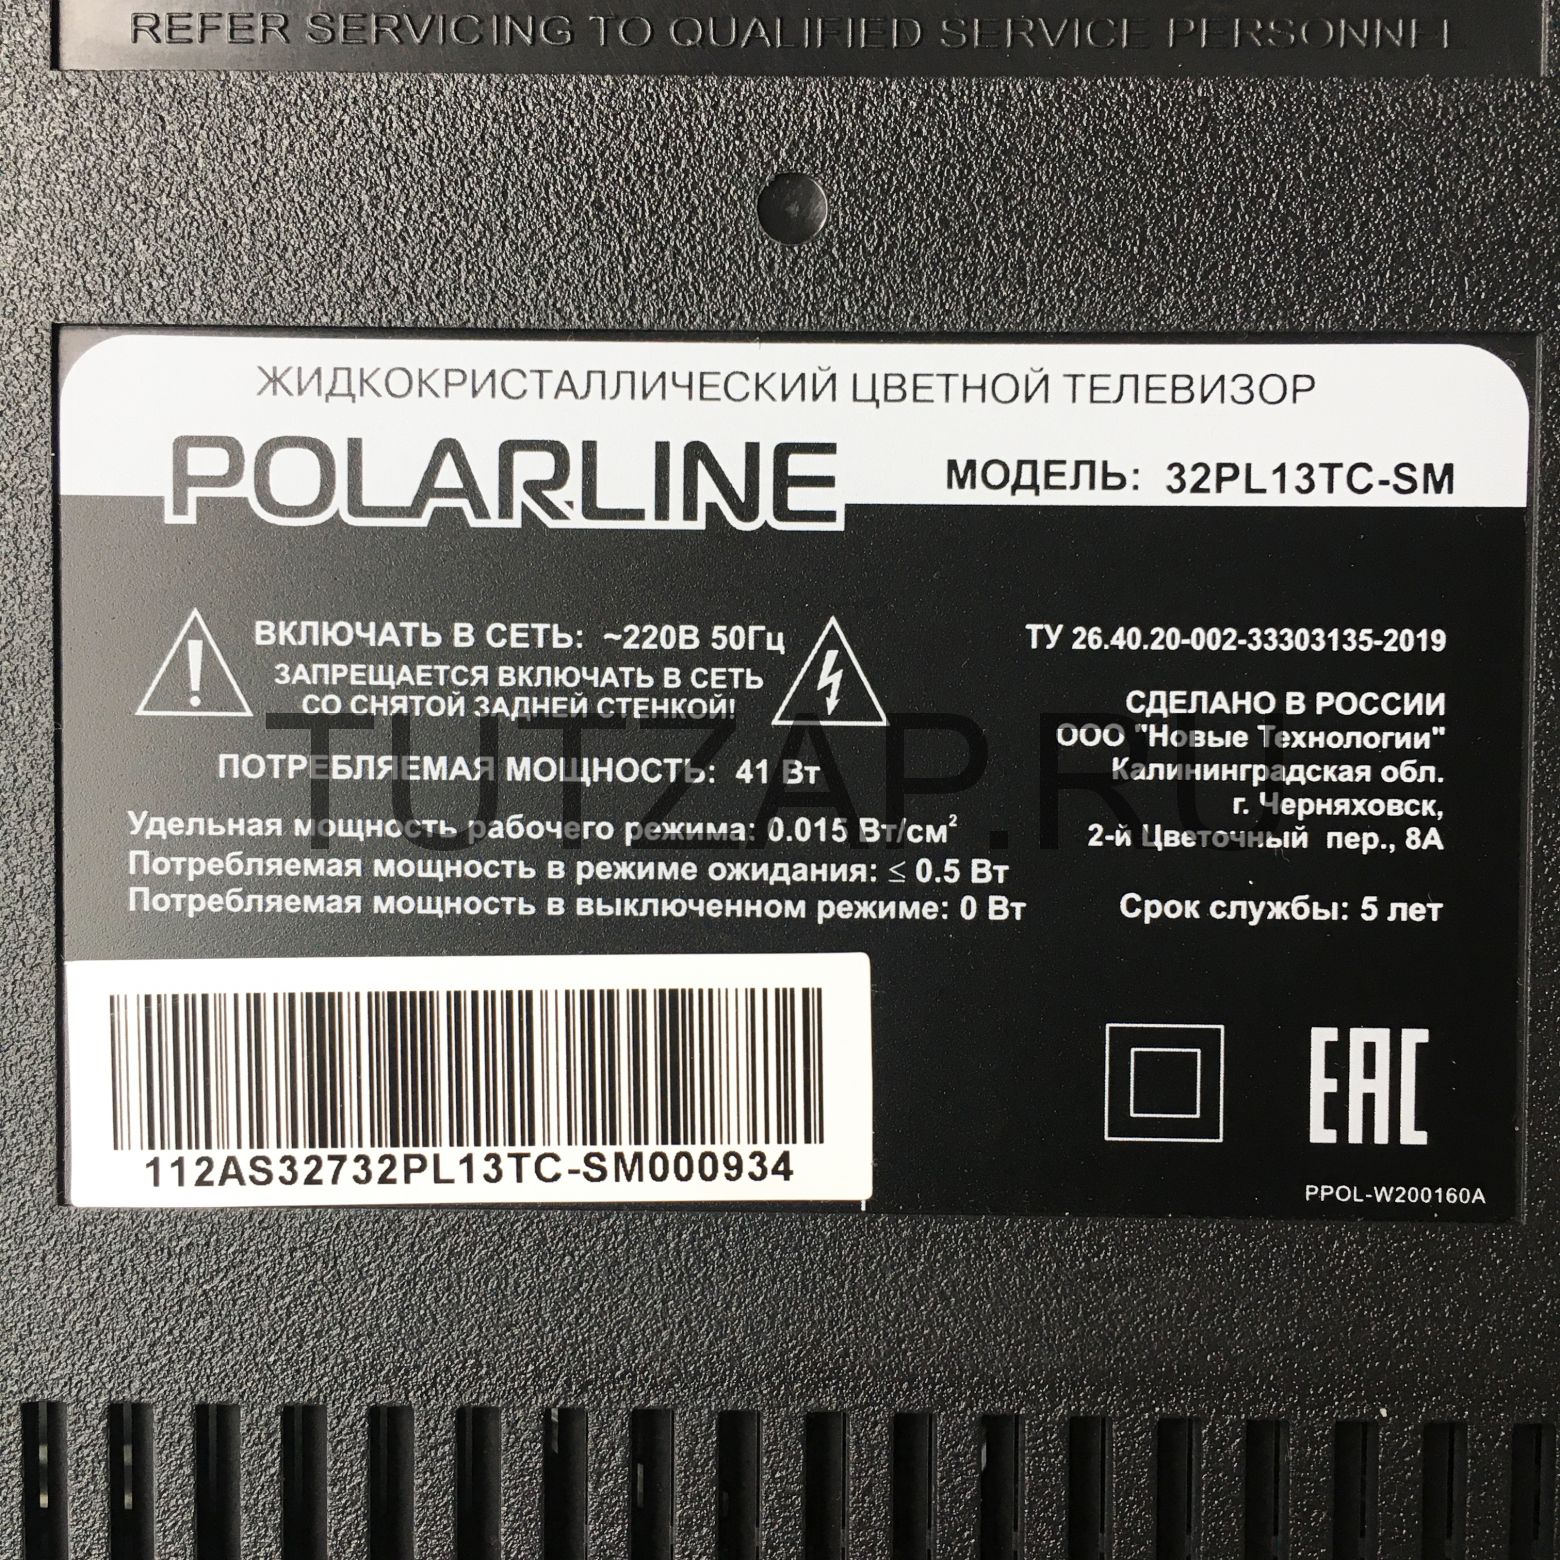 REFER SERVICING TO QUALIFIED SERVICE PERSONNEL
ЖИДКОКРИСТАЛЛИЧЕСКИЙ ЦВЕТНОЙ ТЕЛЕВИЗОР
POLARLINE
МОДЕЛЬ: 32PL13TC-SM
ВКЛЮЧАТЬ В СЕТЬ: ~220В 50Гц
ЗАПРЕЩАЕТСЯ ВКЛЮЧАТЬ В СЕТЬ
СО СНЯТОЙ ЗАДНЕЙ СТЕНКОЙ!
ПОТРЕБЛЯЕМАЯ МОЩНОСТЬ: 41 Вт
Удельная мощность рабочего режима: 0.015 Вт/см²
Потребляемая мощность в режиме ожидания: ≤ 0.5 Вт
Потребляемая мощность в выключенном режиме: 0 Вт
ТУ 26.40.20-002-33303135-2019
СДЕЛАНО В РОССИИ
ООО "Новые Технологии"
Калининградская обл.
г. Черняховск,
2-й Цветочный пер., 8А
Срок службы: 5 лет
TUTZAP.RU
112AS32732PL13TC-SM000934
EAC
PPOL-W200160A